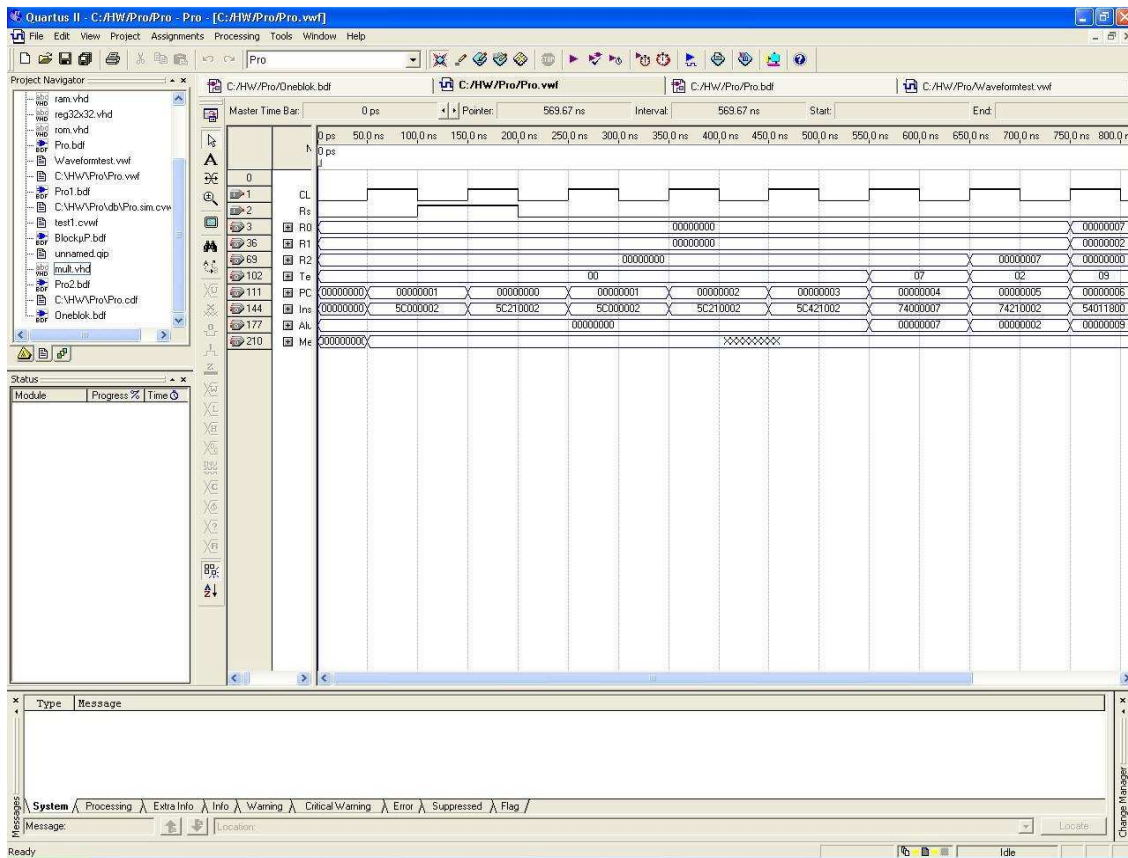 Quartus II - C:/HW/Pro/Pro - Pro - [C:/HW/Pro/Pro.vwf]
File Edit View Project Assignments Processing Tools Window Help
Pro
Project Navigator
C:/HW/Pro/Oneblok.bdf C:/HW/Pro/Pro.vwf C:/HW/Pro/Pro.bdf C:/HW/Pro/Waveformtest.vwf
ram.vhd
reg32x32.vhd
rom.vhd
Pro.bdf
Waveformtest.vwf
C:\HW\Pro\Pro.vwf
Pro1.bdf
C:\HW\Pro\db\Pro.sim.cvw
test1.cvwf
BlockµP.bdf
unnamed.qip
mult.vhd
Pro2.bdf
C:\HW\Pro\Pro.cdf
Oneblok.bdf
Master Time Bar: 0 ps Pointer: 569.67 ns Interval: 569.67 ns Start: End:
0 ps 50.0 ns 100.0 ns 150.0 ns 200.0 ns 250.0 ns 300.0 ns 350.0 ns 400.0 ns 450.0 ns 500.0 ns 550.0 ns 600.0 ns 650.0 ns 700.0 ns 750.0 ns 800.0
0 ps
0
1 CL
2 Rs
3 R0 00000000 00000007
36 R1 00000000 00000002
69 R2 00000000 00000007 00000000
102 Te 00 07 02 09
111 PC 00000000 00000001 00000000 00000001 00000002 00000003 00000004 00000005 00000006
144 Ins 00000000 5C000002 5C210002 5C000002 5C210002 5C421002 74000007 74210002 54011800
177 Alu 00000000 00000007 00000002 00000009
210 Me 00000000 XXXXXXXX
Status
Module Progress % Time
Type Message
System Processing Extra Info Info Warning Critical Warning Error Suppressed Flag
Message: Location: Locate
Messages
Change Manager
Ready Idle